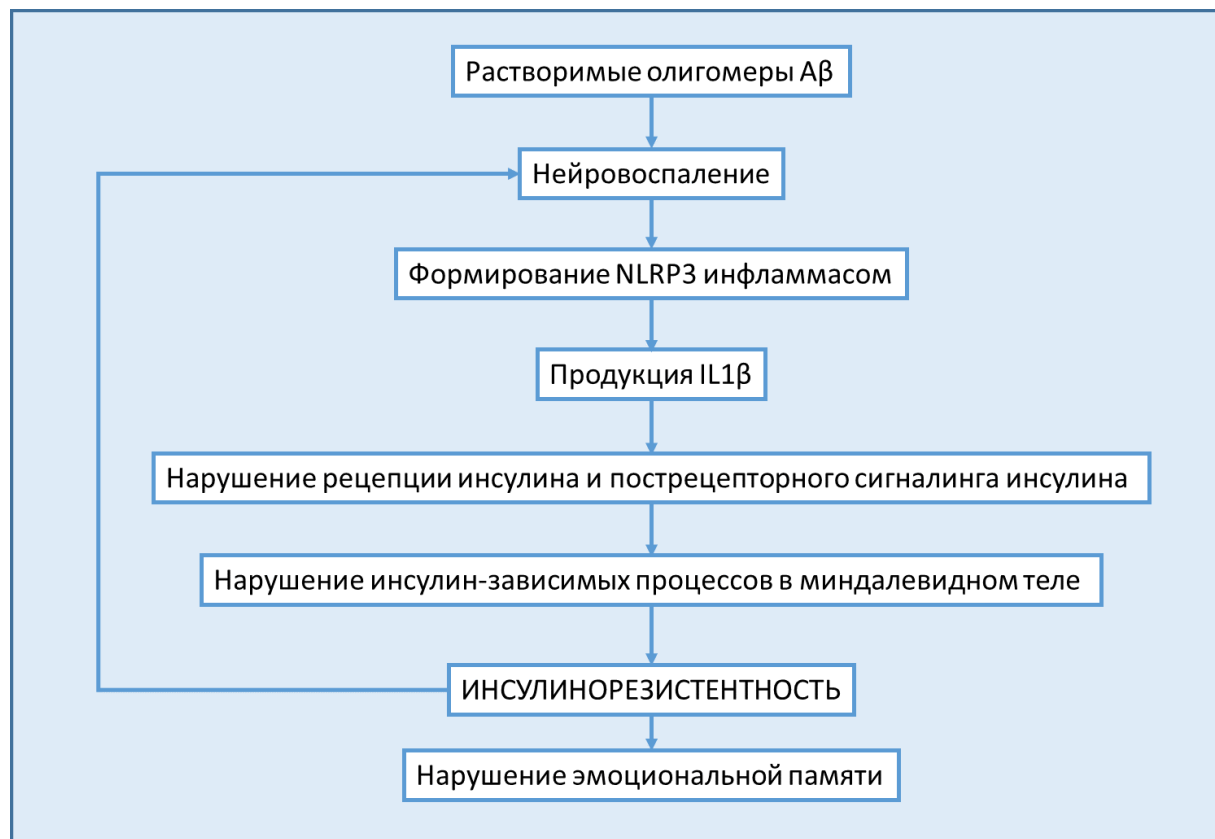 Растворимые олигомеры Аβ
Нейровоспаление
Формирование NLRP3 инфламмасом
Продукция IL1β
Нарушение рецепции инсулина и пострецепторного сигналинга инсулина
Нарушение инсулин-зависимых процессов в миндалевидном теле
ИНСУЛИНОРЕЗИСТЕНТНОСТЬ
Нарушение эмоциональной памяти